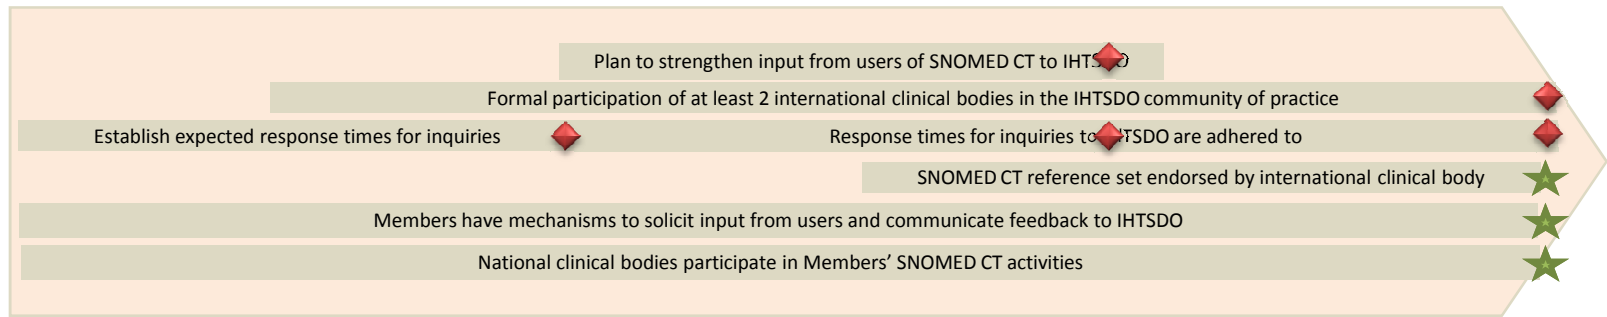 Plan to strengthen input from users of SNOMED CT to IHTSDO
Formal participation of at least 2 international clinical bodies in the IHTSDO community of practice
Establish expected response times for inquiries
Response times for inquiries to IHTSDO are adhered to
SNOMED CT reference set endorsed by international clinical body
Members have mechanisms to solicit input from users and communicate feedback to IHTSDO
National clinical bodies participate in Members’ SNOMED CT activities